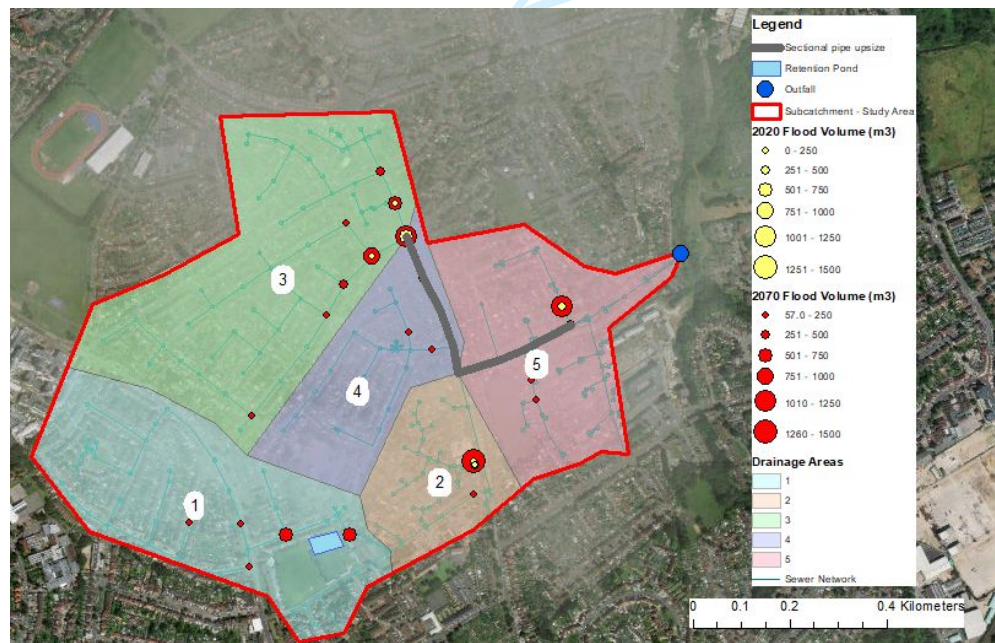 Legend
Sectional pipe upsize
Retention Pond
Outfall
Subcatchment - Study Area
2020 Flood Volume (m3)
0 - 250
251 - 500
501 - 750
751 - 1000
1001 - 1250
1251 - 1500
2070 Flood Volume (m3)
57.0 - 250
251 - 500
501 - 750
751 - 1000
1010 - 1250
1260 - 1500
Drainage Areas
1
2
3
4
5
Sewer Network
3
4
5
2
1
0 0.1 0.2 0.4 Kilometers